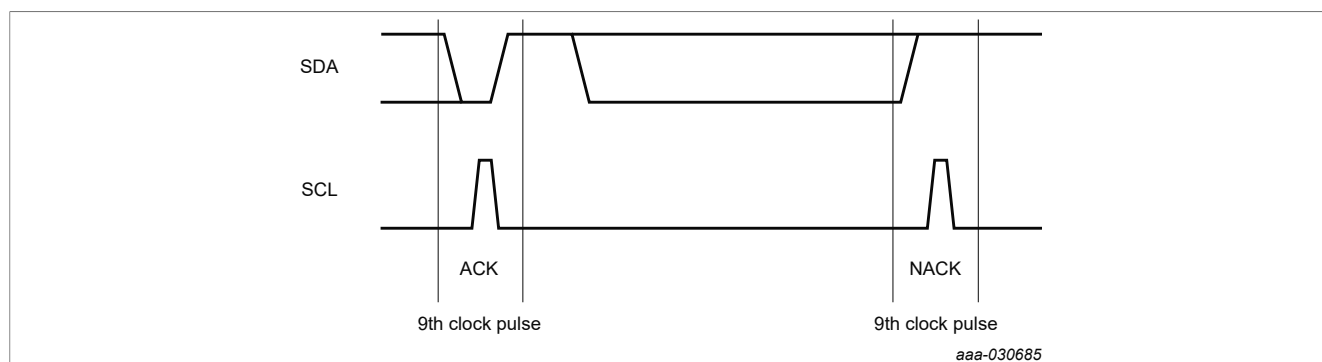 SDA
SCL
ACK
NACK
9th clock pulse
9th clock pulse
aaa-030685